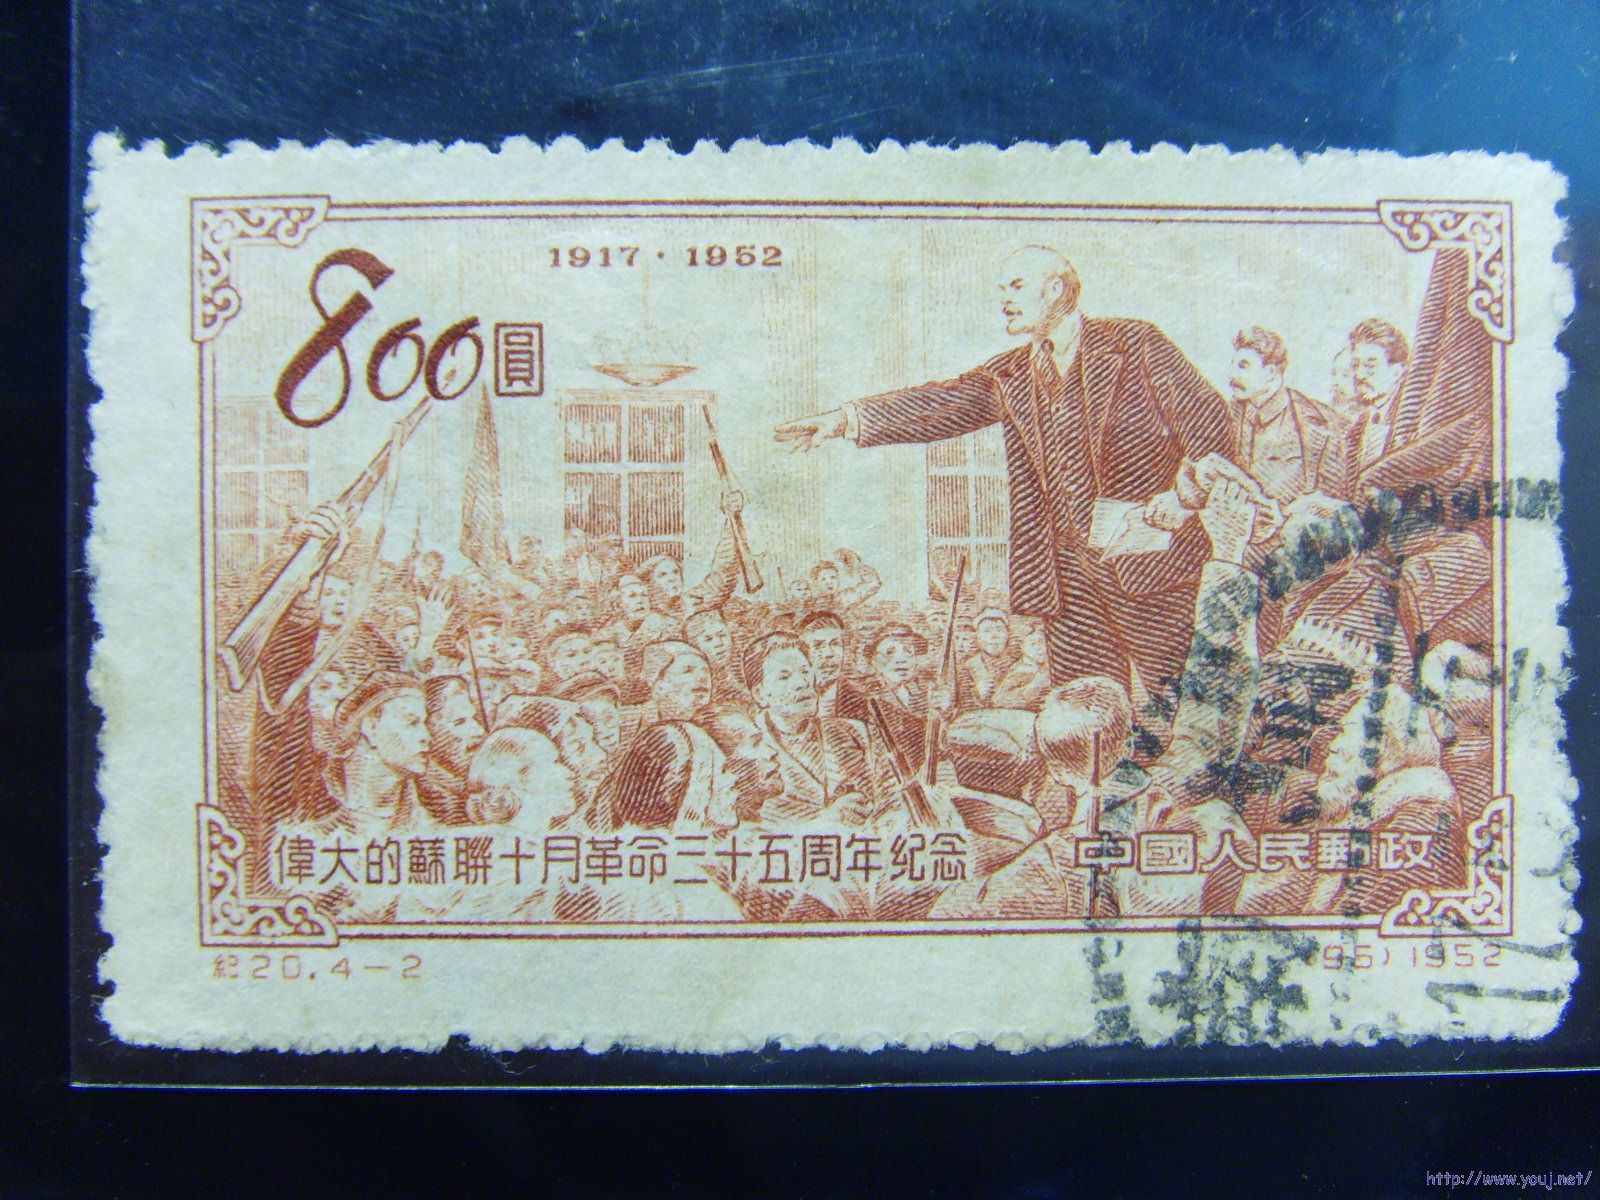 1917·1952
800圓
偉大的蘇聯十月革命三十五周年紀念
中國人民郵政
紀20.4-2
95) 1952
http://www.youj.net/